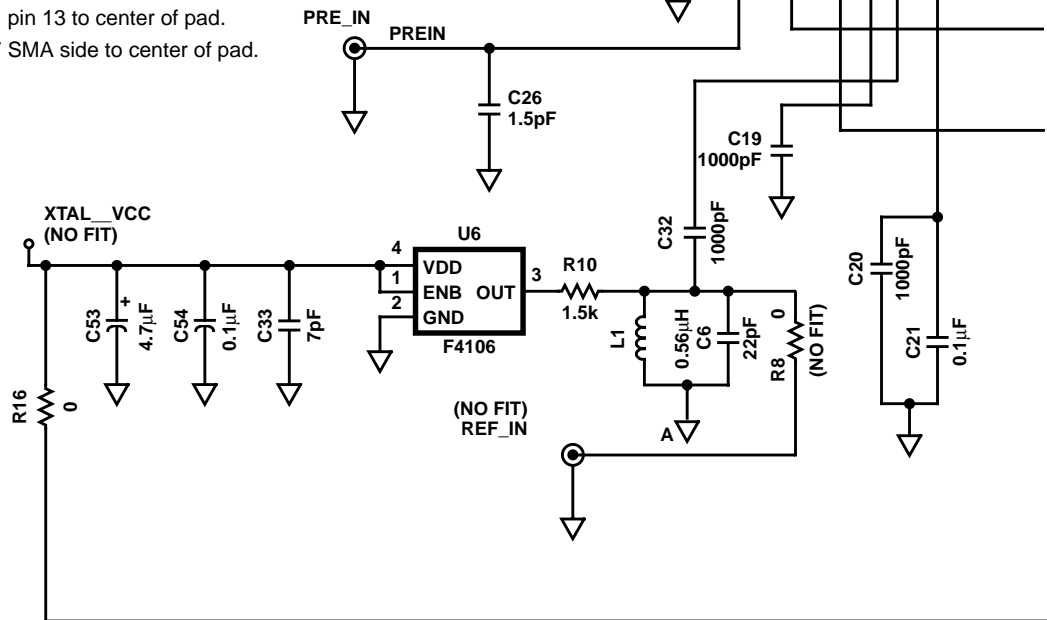 pin 13 to center of pad.
SMA side to center of pad.
PRE_IN
PREIN
C26
1.5pF
C19
1000pF
XTAL__VCC
(NO FIT)
C32
1000pF
C20
1000pF
C21
0.1µF
C53
+
4.7µF
C54
0.1µF
C33
7pF
U6
4
VDD
1
ENB
OUT
3
2
GND
F4106
R10
1.5k
L1
0.56µH
C6
22pF
R8
0
(NO FIT)
R16
0
(NO FIT)
REF_IN
A